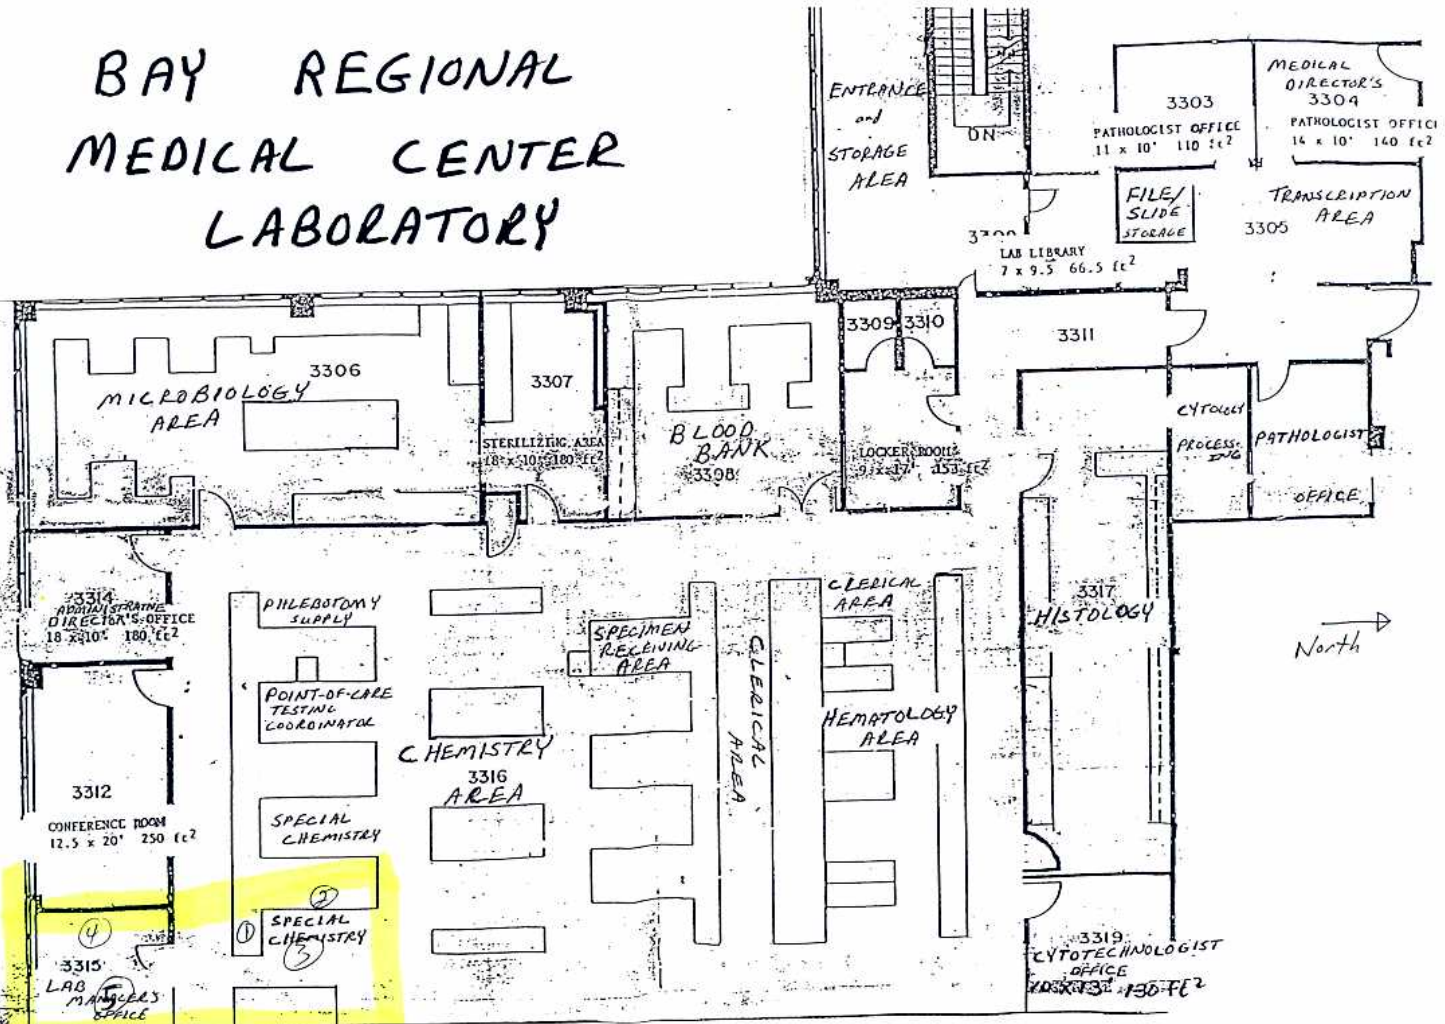 BAY REGIONAL
MEDICAL CENTER
LABORATORY
ENTRANCE
and
STORAGE
AREA
DN
3303
PATHOLOGIST OFFICE
11 x 10' 110 ft²
MEDICAL
DIRECTOR'S
3304
PATHOLOGIST OFFICE
14 x 10' 140 ft²
FILE/
SLIDE
STORAGE
TRANSCRIPTION
AREA
3305
LAB LIBRARY
7 x 9.5 66.5 ft²
3306
MICROBIOLOGY
AREA
3307
STERILIZING AREA
18 x 10' 180 ft²
BLOOD
BANK
3308
3309
3310
LOCKER ROOMS
9 x 17' 153 ft²
3311
CYTOLOGY
PROCESS-
ING
PATHOLOGIST
OFFICE
3314
ADMINISTRATIVE
DIRECTOR'S OFFICE
18 x 10' 180 ft²
PHLEBOTOMY
SUPPLY
POINT-OF-CARE
TESTING
COORDINATOR
SPECIMEN
RECEIVING
AREA
CLERICAL
AREA
CLERICAL
AREA
3317
HISTOLOGY
North
CHEMISTRY
3316
AREA
HEMATOLOGY
AREA
3312
CONFERENCE ROOM
12.5 x 20' 250 ft²
SPECIAL
CHEMISTRY
2
1
SPECIAL
CHEMISTRY
3
4
3315
LAB
MANAGER'S
OFFICE
5
3319
CYTOTECHNOLOGIST
OFFICE
10 x 13' 130 FT²